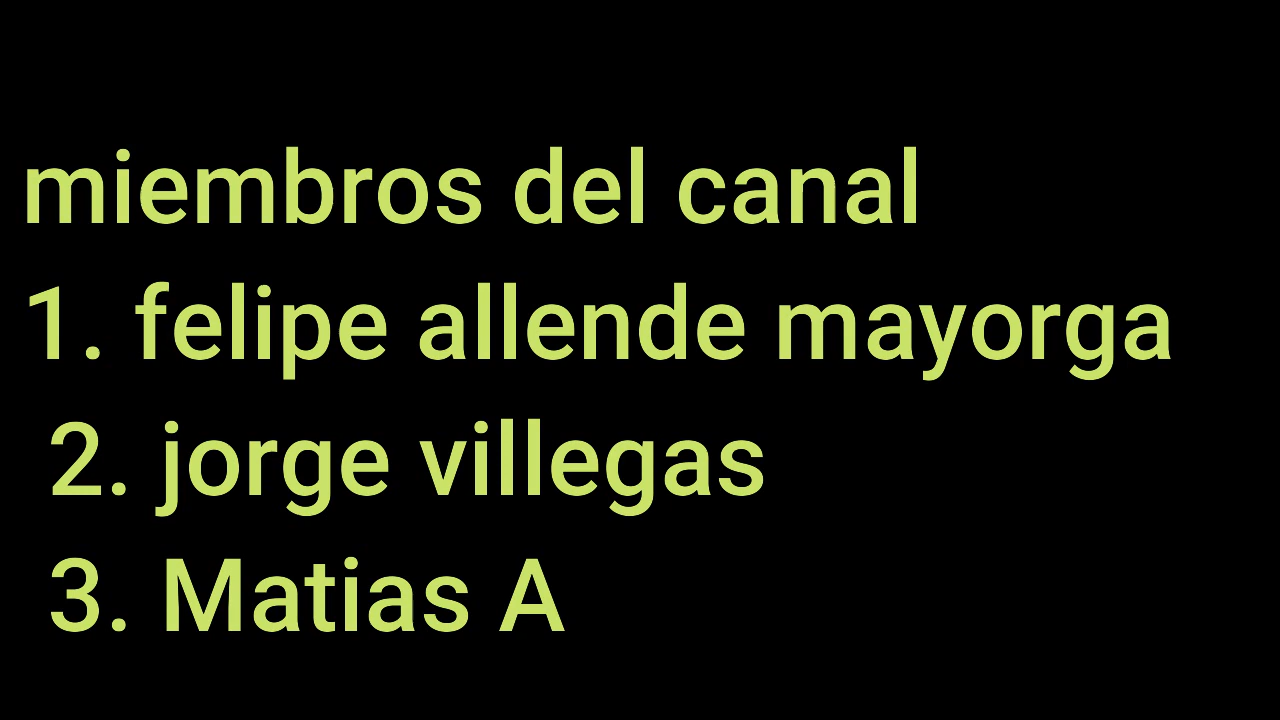 miembros del canal
1. felipe allende mayorga
2. jorge villegas
3. Matias A